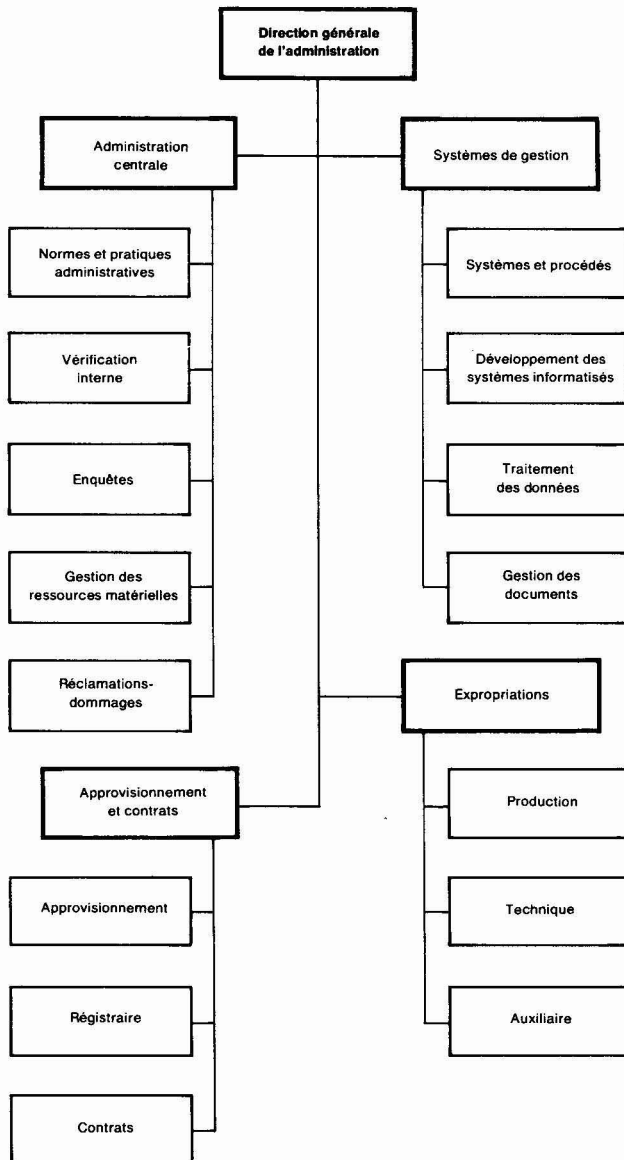 Direction générale
de l'administration
Administration
centrale
Normes et pratiques
administratives
Vérification
interne
Enquêtes
Gestion des
ressources matérielles
Réclamations-
dommages
Systèmes de gestion
Systèmes et procédés
Développement des
systèmes informatisés
Traitement
des données
Gestion des
documents
Approvisionnement
et contrats
Approvisionnement
Régistraire
Contrats
Expropriations
Production
Technique
Auxiliaire